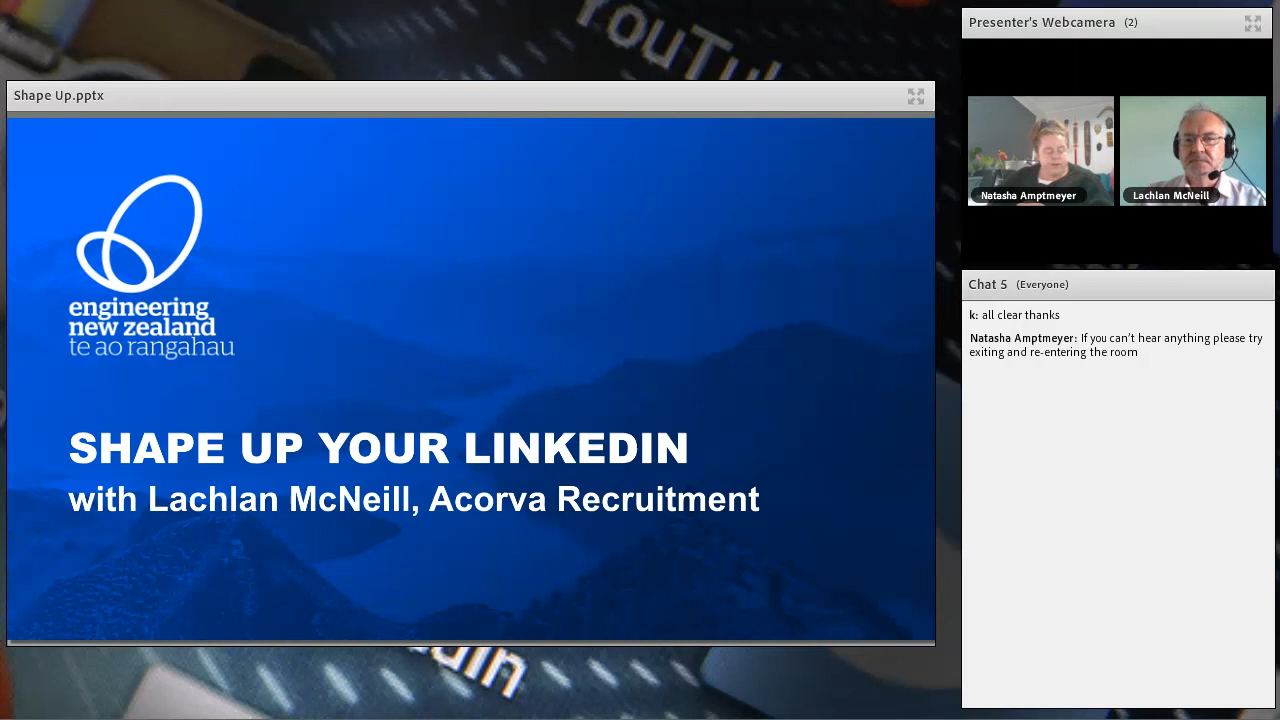 YouTu
Presenter's Webcamera (2)
Shape Up.pptx
Natasha Amptmeyer
Lachlan McNeill
engineering
new zealand
te ao rangahau
SHAPE UP YOUR LINKEDIN
with Lachlan McNeill, Acorva Recruitment
Chat 5 (Everyone)
k: all clear thanks
Natasha Amptmeyer: If you can't hear anything please try
exiting and re-entering the room
din